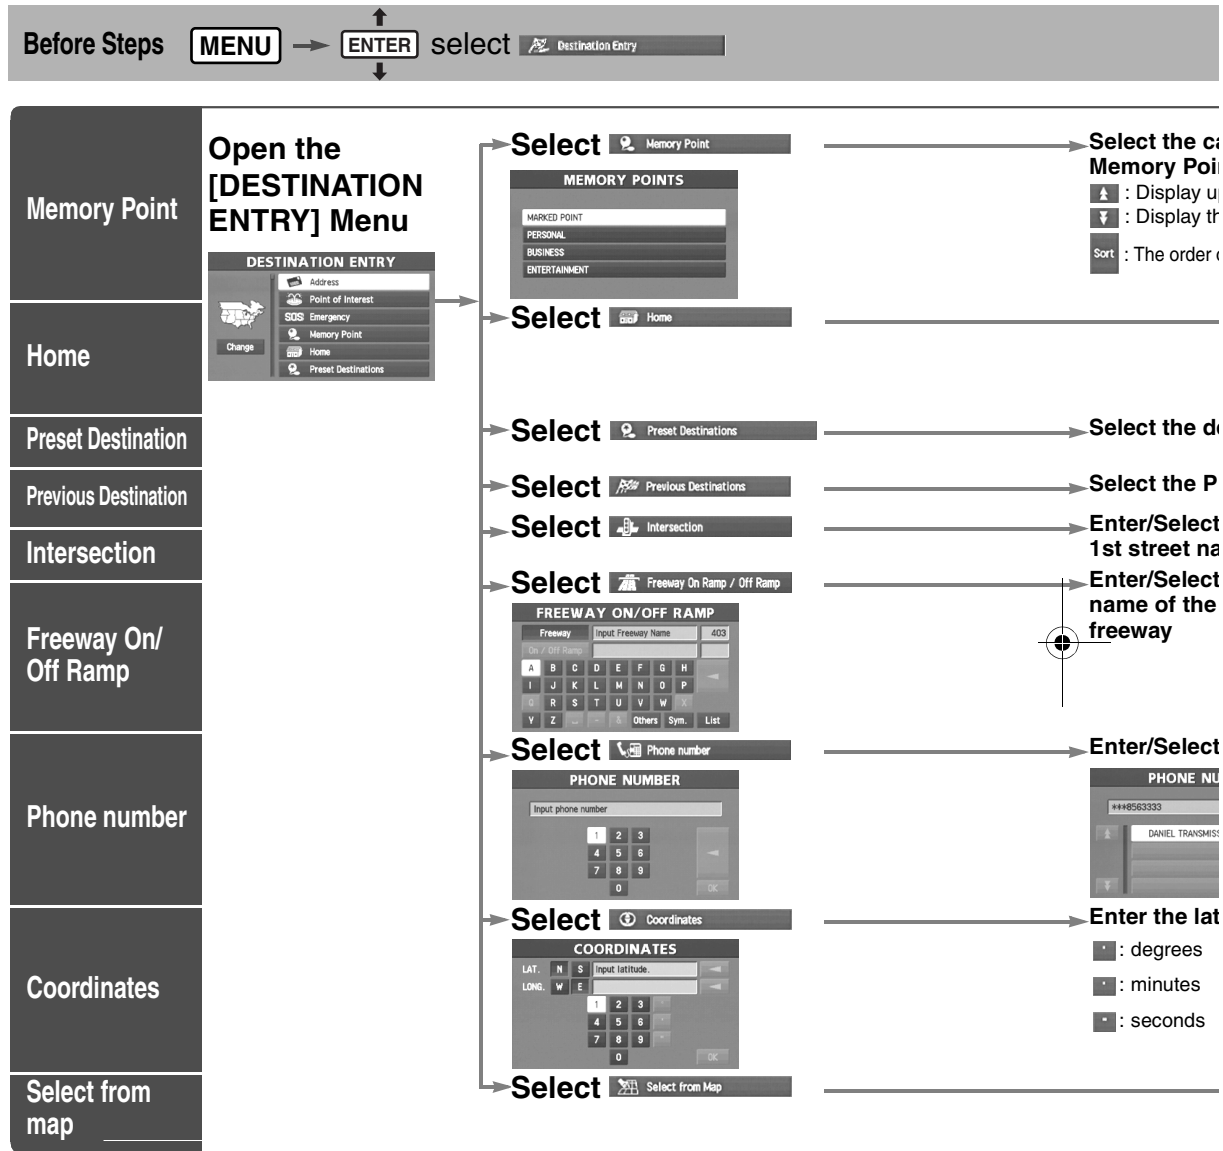 Before Steps MENU ENTER select Destination Entry
Memory Point
Open the
[DESTINATION
ENTRY] Menu
DESTINATION ENTRY
Address
Point of Interest
SOS Emergency
Memory Point
Change
Home
Preset Destinations
Select Memory Point
MEMORY POINTS
MARKED POINT
PERSONAL
BUSINESS
ENTERTAINMENT
Select the
Memory
: Display
: Display
Sort : The order
Home
Select Home
Preset Destination
Select Preset Destinations
Select the
Previous Destination
Select Previous Destinations
Select the
Intersection
Select Intersection
Enter/Select
1st street
Freeway On/
Off Ramp
Select Freeway On Ramp / Off Ramp
Enter/Select
name of the
freeway
FREEWAY ON/OFF RAMP
Freeway Input Freeway Name 403
On / Off Ramp
A B C D E F G H
I J K L M N O P
Q R S T U V W X
Y Z - & Others Sym. List
Phone number
Select Phone number
Enter/Select
PHONE NUMBER
Input phone number
1 2 3
4 5 6
7 8 9
0 OK
PHONE
***8563333
DANIEL
Coordinates
Select Coordinates
Enter the
: degrees
: minutes
: seconds
COORDINATES
LAT. N S Input latitude.
LONG. W E
1 2 3 °
4 5 6 '
7 8 9 "
0 OK
Select from
map
Select Select from Map